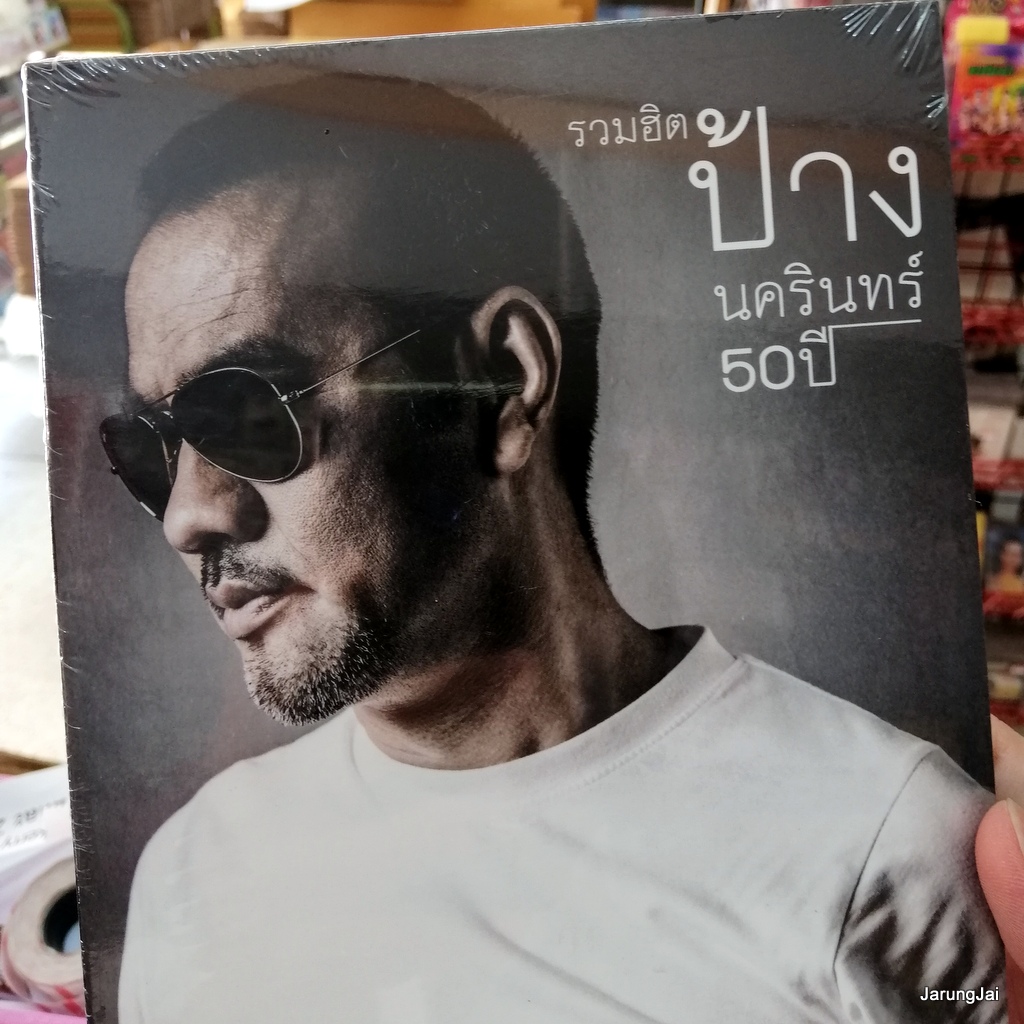 รวมฮิต
ป้าง
นครินทร์
50ปี
JarungJai